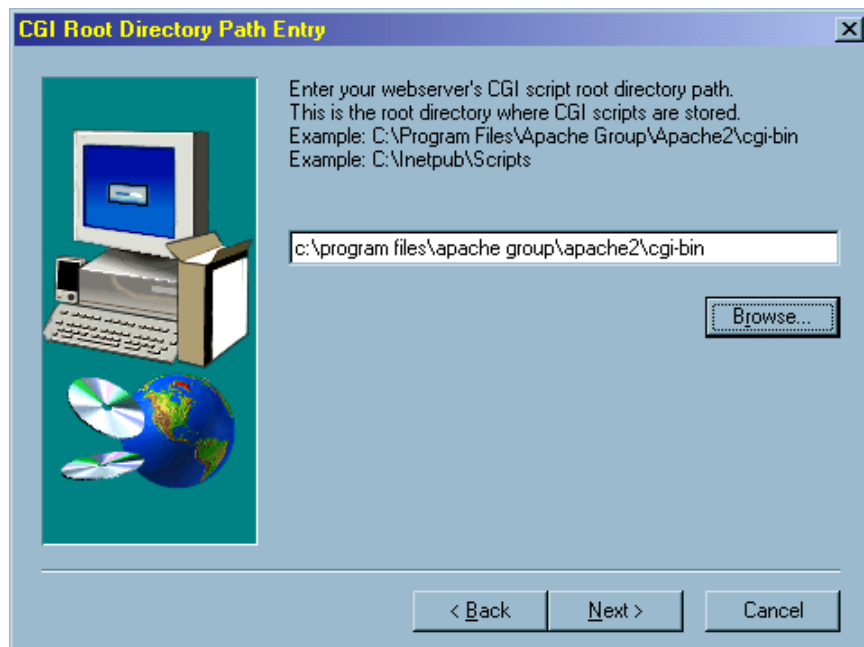 CGI Root Directory Path Entry
Enter your webserver's CGI script root directory path.
This is the root directory where CGI scripts are stored.
Example: C:\Program Files\Apache Group\Apache2\cgi-bin
Example: C:\Inetpub\Scripts
c:\program files\apache group\apache2\cgi-bin
Browse...
< Back
Next >
Cancel